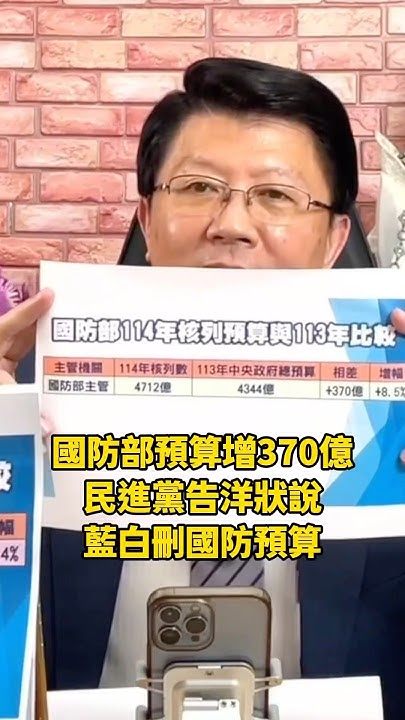 國防部114年核列預算與113年比較
主管機關 114年核列數 113年中央政府總預算 相差 增幅
國防部主管 4712億 4344億 +370億 +8.5%
幅
4%
國防部預算增370億
民進黨告洋狀說
藍白刪國防預算